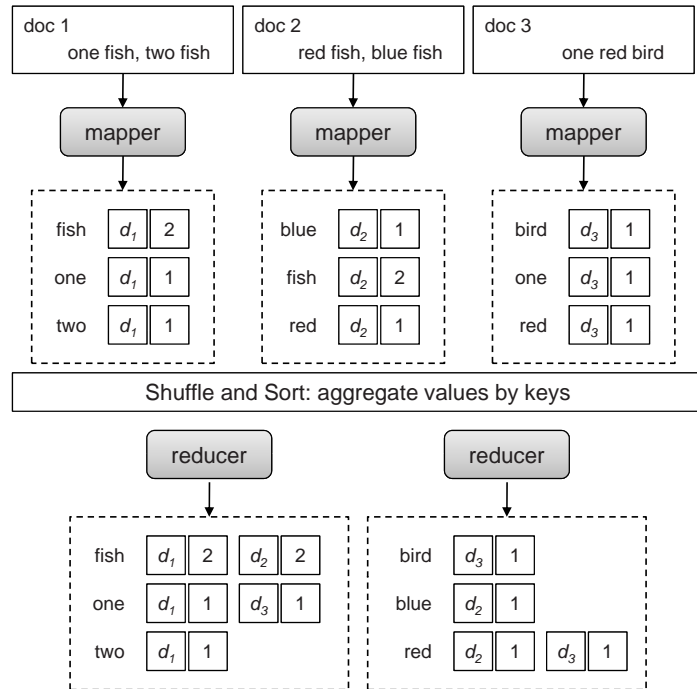 doc 1
one fish, two fish
doc 2
red fish, blue fish
doc 3
one red bird
mapper
mapper
mapper
fish d1 2
one d1 1
two d1 1
blue d2 1
fish d2 2
red d2 1
bird d3 1
one d3 1
red d3 1
Shuffle and Sort: aggregate values by keys
reducer
reducer
fish d1 2 d2 2
one d1 1 d3 1
two d1 1
bird d3 1
blue d2 1
red d2 1 d3 1